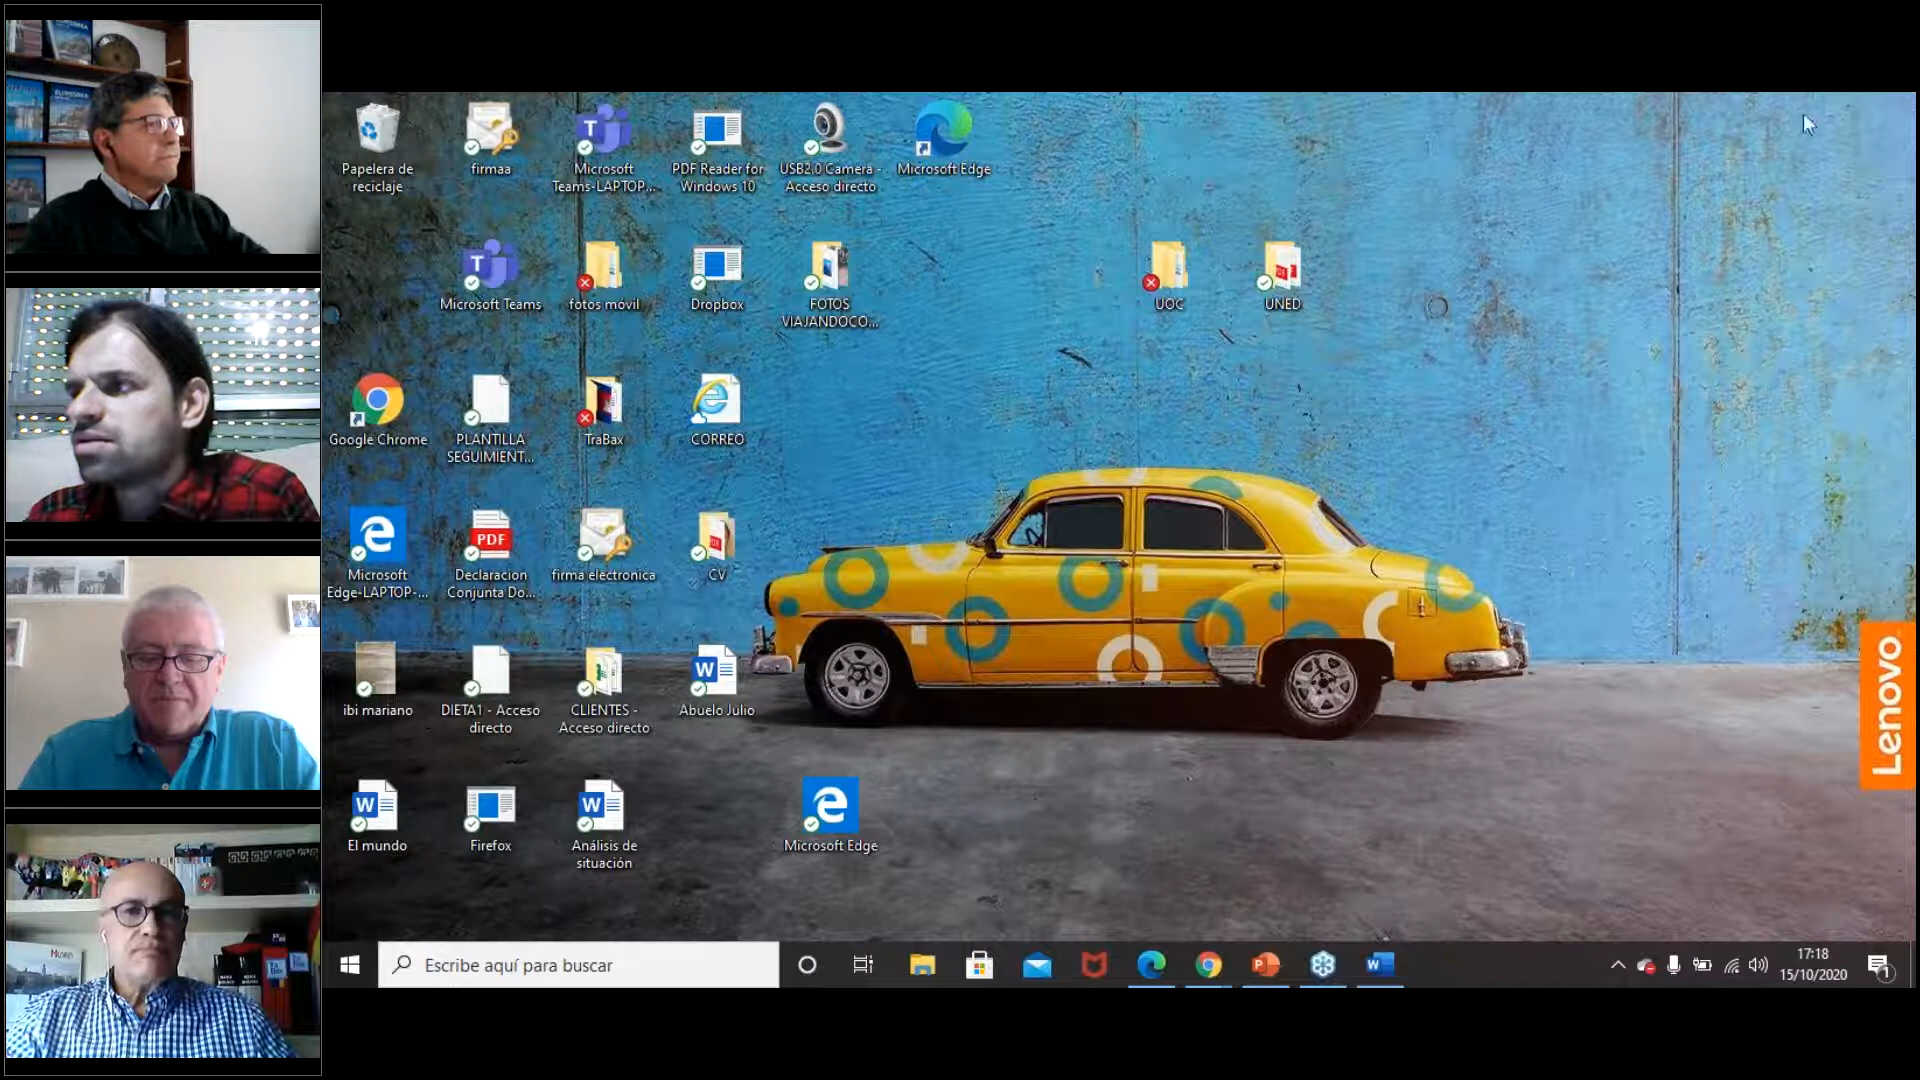 Papelera de
reciclaje
firmaa
Microsoft
Teams-LAPTOP...
PDF Reader for
Windows 10
USB2.0 Camera -
Acceso directo
Microsoft Edge
Microsoft Teams
fotos móvil
Dropbox
FOTOS
VIAJANDOCO...
UOC
UNED
Google Chrome
PLANTILLA
SEGUIMIENT...
TraBax
CORREO
Microsoft
Edge-LAPTOP-...
PDF
Declaracion
Conjunta Do...
firma electronica
CV
ibi mariano
DIETA1 - Acceso
directo
CLIENTES -
Acceso directo
Abuelo Julio
El mundo
Firefox
Análisis de
situación
Microsoft Edge
Lenovo
Escribe aquí para buscar
17:18
15/10/2020
1